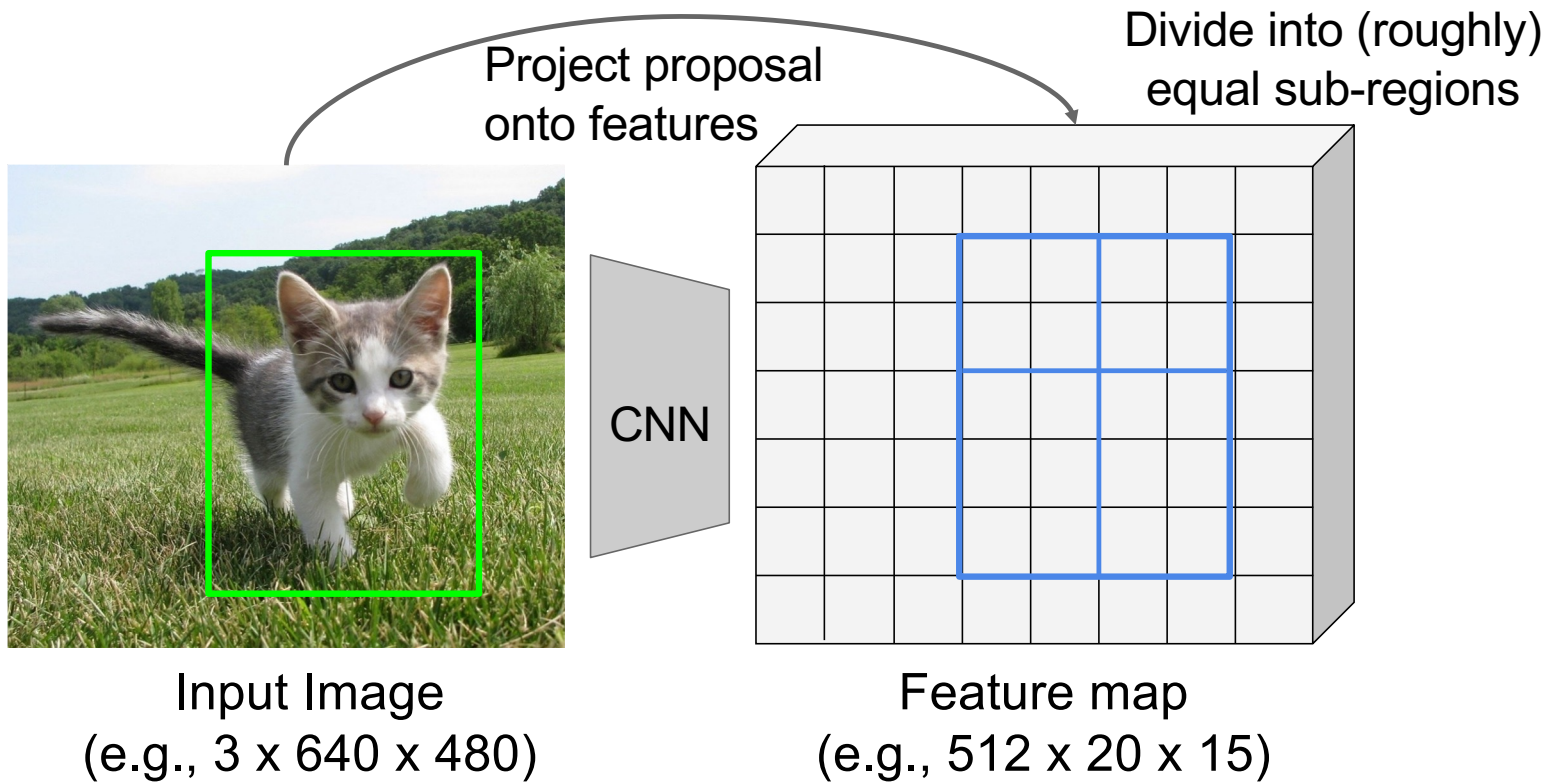 Project proposal
onto features
Divide into (roughly)
equal sub-regions
CNN
Input Image
(e.g., 3 x 640 x 480)
Feature map
(e.g., 512 x 20 x 15)